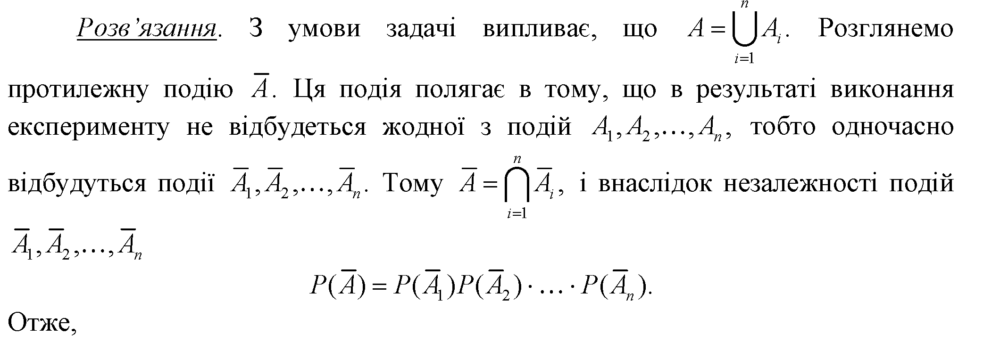 Розв’язання. З умови задачі випливає, що $A = \bigcup_{i=1}^{n} A_i$. Розглянемо
протилежну подію $\overline{A}$. Ця подія полягає в тому, що в результаті виконання
експерименту не відбудеться жодної з подій $A_1, A_2, \ldots, A_n$, тобто одночасно
відбудуться події $\overline{A}_1, \overline{A}_2, \ldots, \overline{A}_n$. Тому $\overline{A} = \bigcap_{i=1}^{n} \overline{A}_i$, і внаслідок незалежності подій
$\overline{A}_1, \overline{A}_2, \ldots, \overline{A}_n$
$P(\overline{A}) = P(\overline{A}_1)P(\overline{A}_2) \cdot \ldots \cdot P(\overline{A}_n).$
Отже,